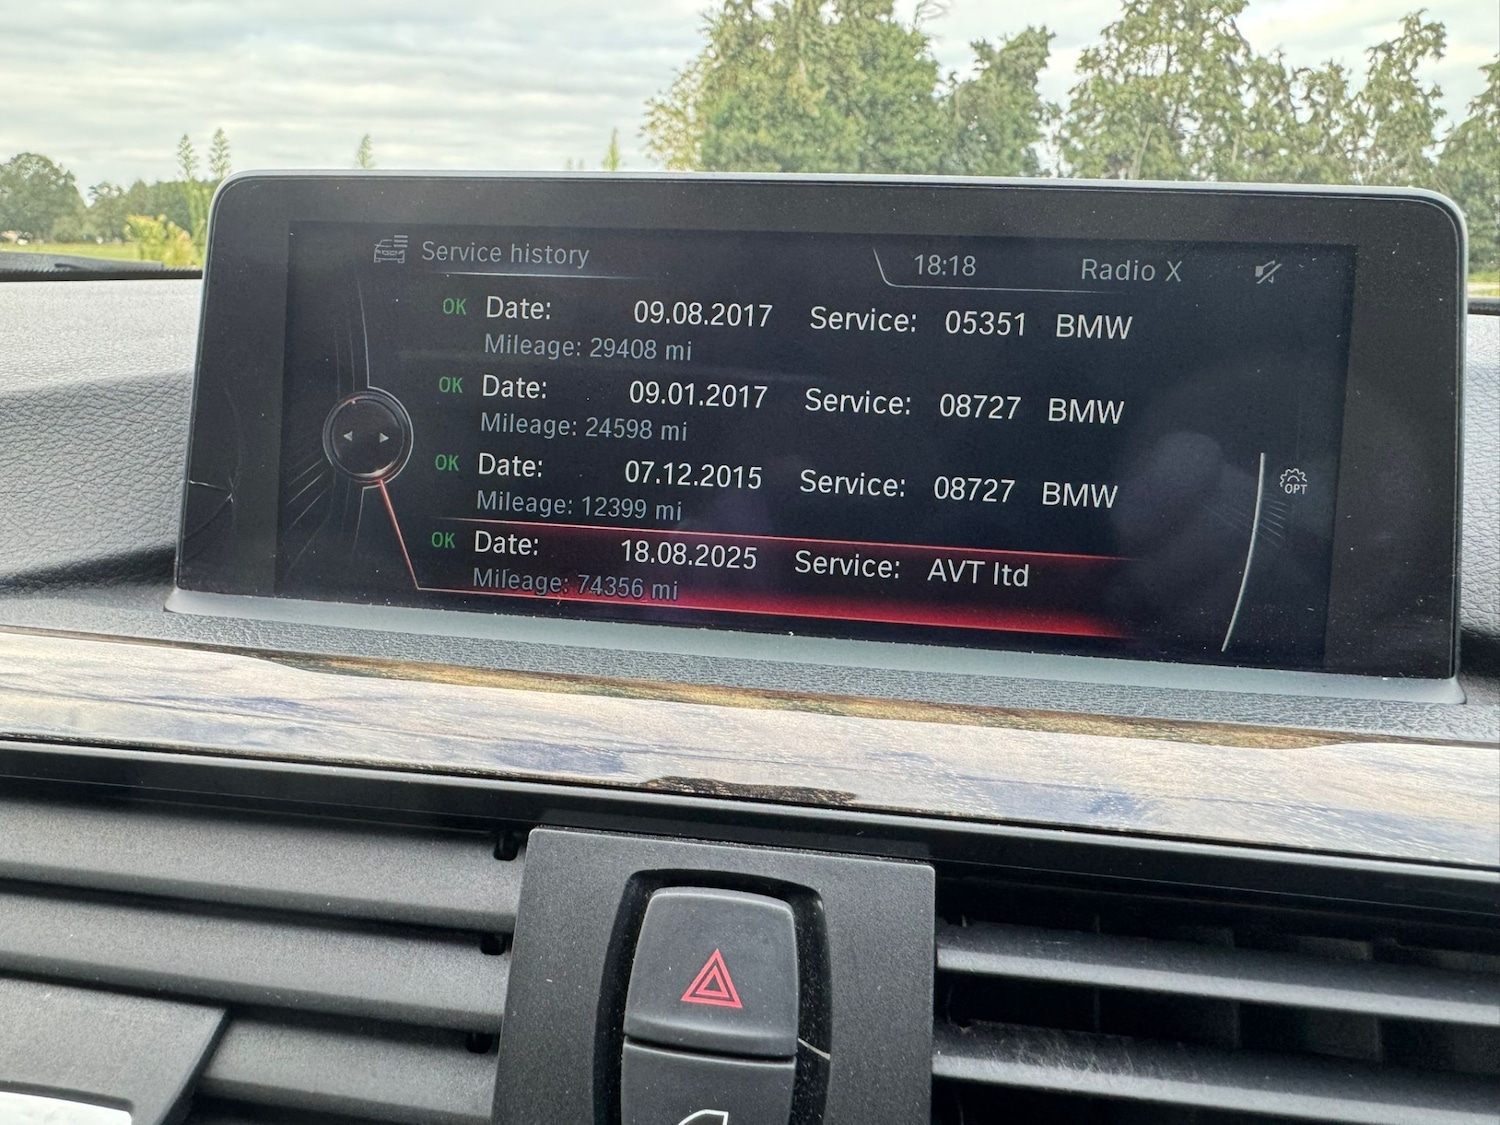 Service history 18:18 Radio X
OK Date: 09.08.2017 Service: 05351 BMW
Mileage: 29408 mi
OK Date: 09.01.2017 Service: 08727 BMW
Mileage: 24598 mi
OK Date: 07.12.2015 Service: 08727 BMW
Mileage: 12399 mi
OPT
OK Date: 18.08.2025 Service: AVT ltd
Mileage: 74356 mi